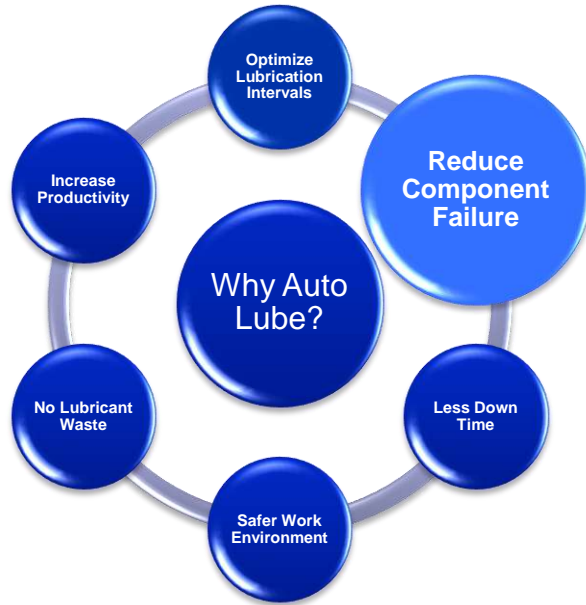 Optimize
Lubrication
Intervals
Reduce
Component
Failure
Less Down
Time
Safer Work
Environment
No Lubricant
Waste
Increase
Productivity
Why Auto
Lube?